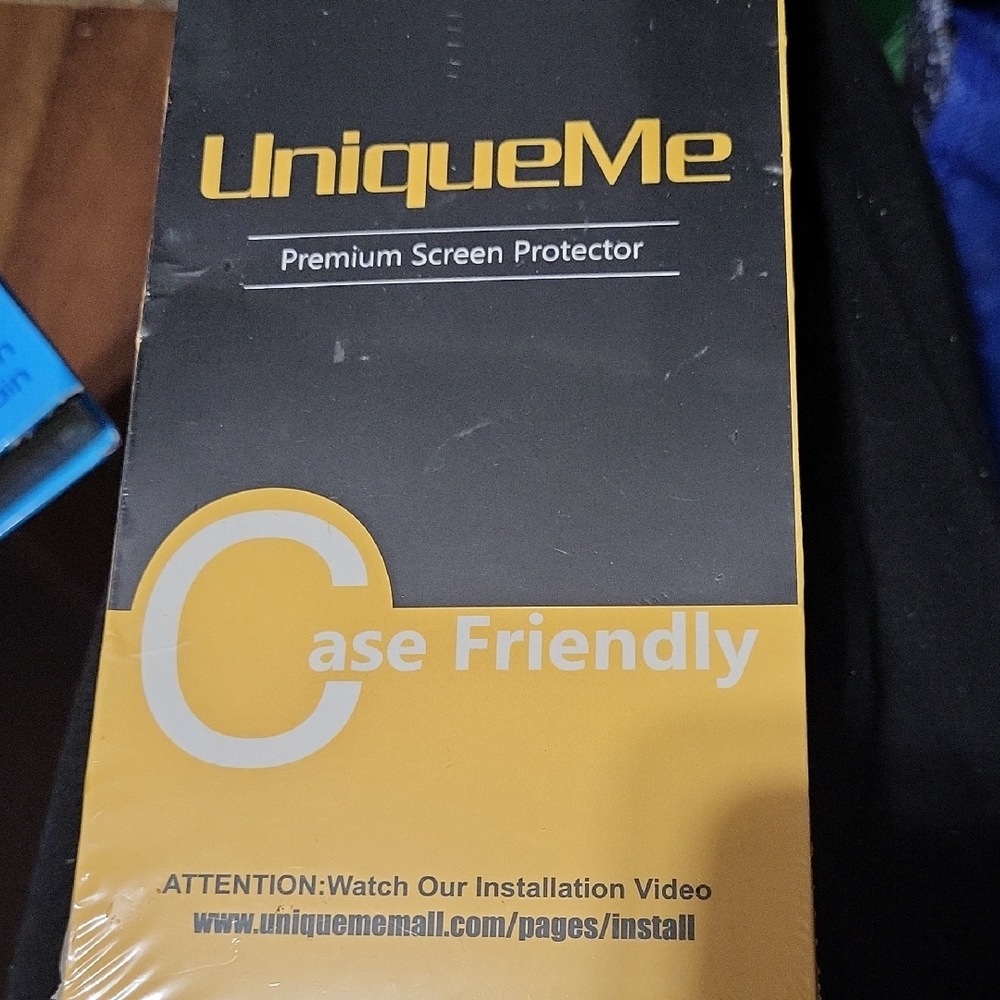 UniqueMe
Premium Screen Protector
Case Friendly
ATTENTION:Watch Our Installation Video
www.uniquememall.com/pages/install